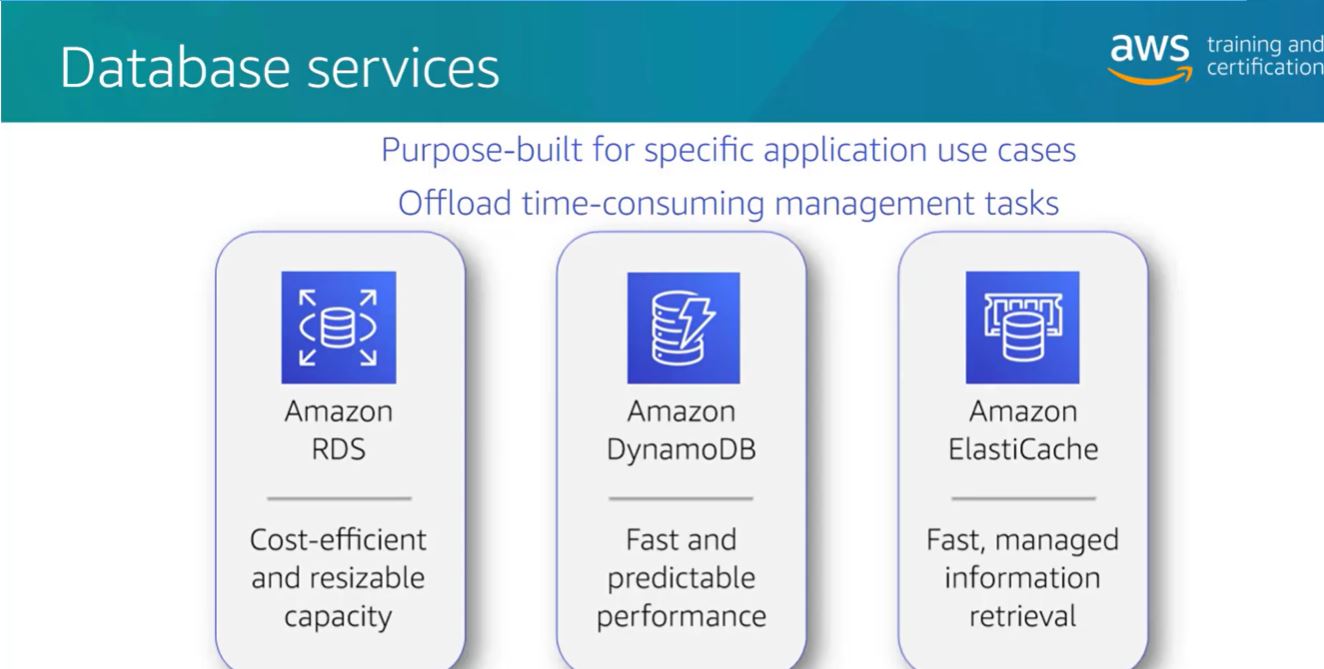 Database services
aws training and
certification
Purpose-built for specific application use cases
Offload time-consuming management tasks
Amazon
RDS
Cost-efficient
and resizable
capacity
Amazon
DynamoDB
Fast and
predictable
performance
Amazon
ElastiCache
Fast, managed
information
retrieval